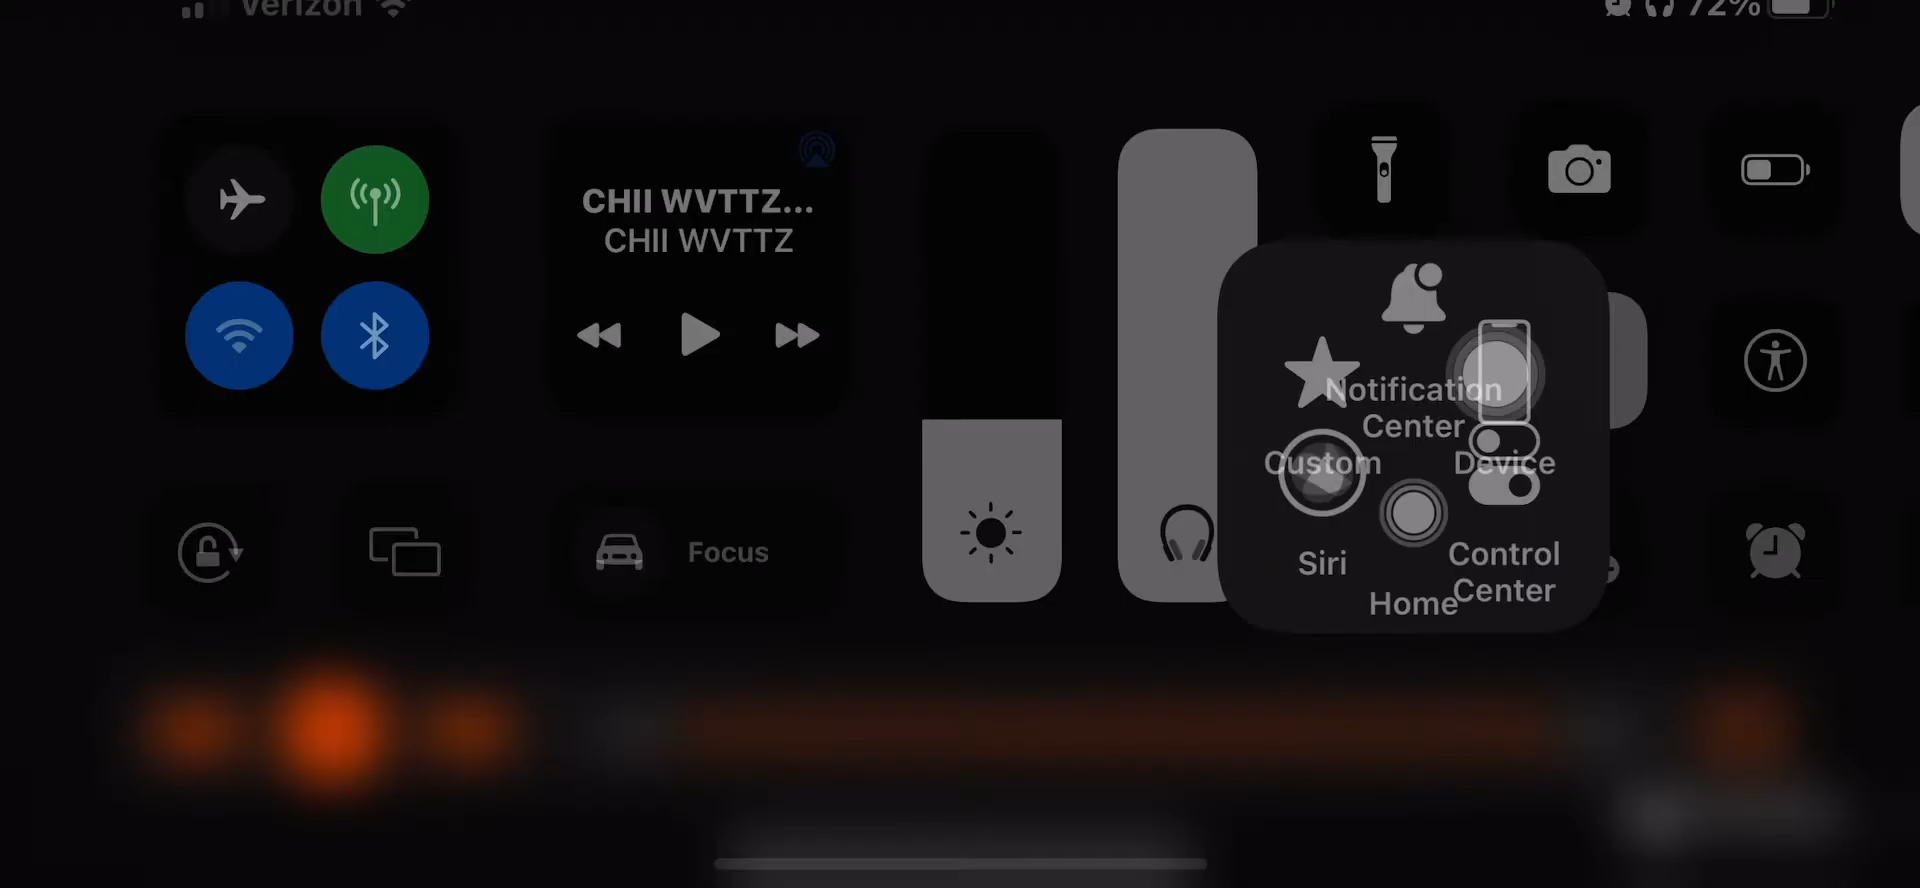 Verizon
72%
CHII WVTTZ...
CHII WVTTZ
Notification
Center
Custom
Device
Siri
Control
Center
Home
Focus